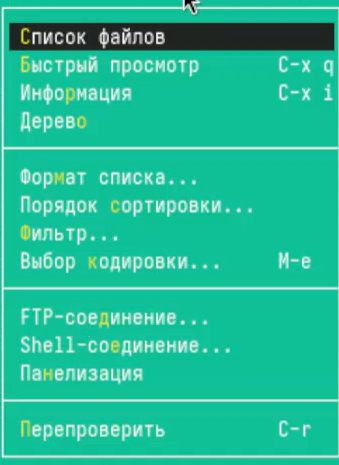 Список файлов
Быстрый просмотр C-x q
Информация C-x i
Дерево
Формат списка...
Порядок сортировки...
Фильтр...
Выбор кодировки... M-e
FTP-соединение...
Shell-соединение...
Панелизация
Перепроверить C-r